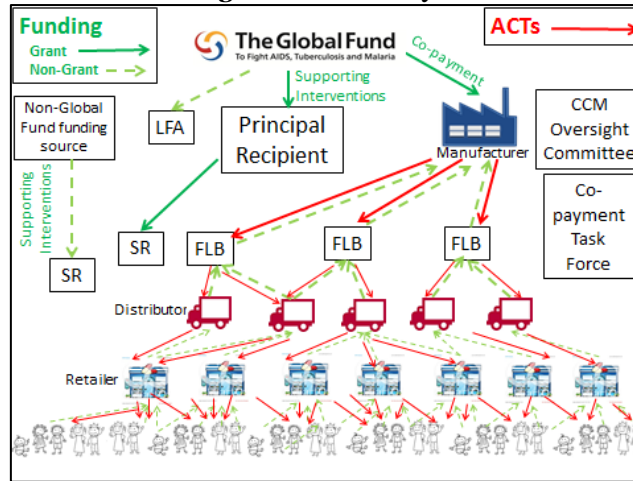 Funding
Grant
Non-Grant
The Global Fund
To Fight AIDS, Tuberculosis and Malaria
ACTs
Co-payment
Supporting
Interventions
Non-Global
Fund funding
source
LFA
Principal
Recipient
Manufacturer
CCM
Oversight
Committee
Co-
payment
Task
Force
Supporting
Interventions
SR
SR
FLB
FLB
FLB
Distributor
Retailer